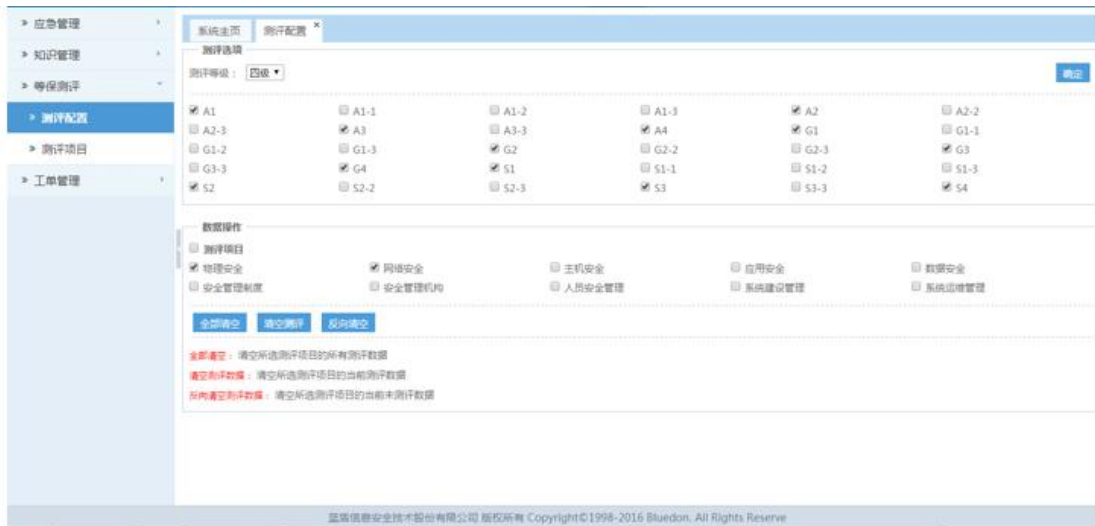 » 应急管理
» 知识管理
» 等保测评
» 测评配置
» 测评项目
» 工单管理
系统主页 测评配置 ×
测评选项
测评等级： 四级
确定
A1 A1-1 A1-2 A1-3 A2 A2-2
A2-3 A3 A3-3 A4 G1 G1-1
G1-2 G1-3 G2 G2-2 G2-3 G3
G3-3 G4 S1 S1-1 S1-2 S1-3
S2 S2-2 S2-3 S3 S3-3 S4
数据操作
测评项目
物理安全 网络安全 主机安全 应用安全 数据安全
安全管理制度 安全管理机构 人员安全管理 系统建设管理 系统运维管理
全部清空 清空测评 反向清空
全部清空： 清空所选测评项目的所有测评数据
清空测评数据： 清空所选测评项目的当前测评数据
反向清空测评数据： 清空所选测评项目的当前未测评数据
蓝盾信息安全技术股份有限公司 版权所有 Copyright©1998-2016 Bluedon. All Rights Reserve